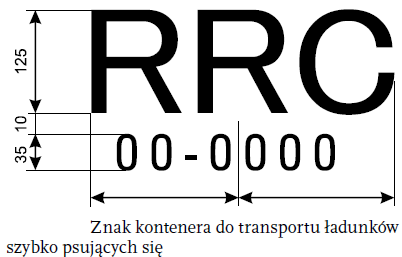 RRC
125
10
35
00-0000
Znak kontenera do transportu ładunków
szybko psujących się